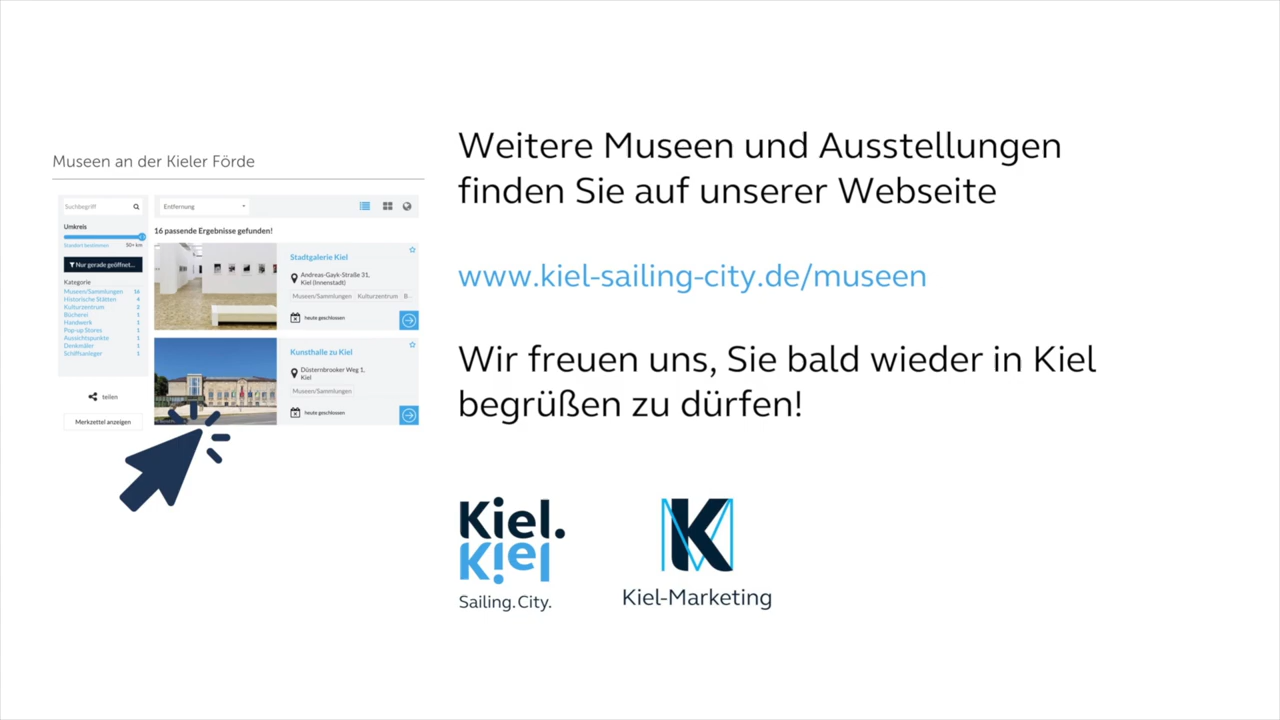 Museen an der Kieler Förde
Suchbegriff
Umkreis
Standort bestimmen 50+ km
Nur gerade geöffnet...
Kategorie
Museen/Sammlungen 16
Historische Stätten 4
Kulturzentrum 2
Bücherei 1
Handwerk 1
Pop-up Stores 1
Aussichtspunkte 1
Denkmäler 1
Schiffsanleger 1
teilen
Merkzettel anzeigen
Entfernung
16 passende Ergebnisse gefunden!
Stadtgalerie Kiel
Andreas-Gayk-Straße 31,
Kiel (Innenstadt)
Museen/Sammlungen Kulturzentrum B...
heute geschlossen
Kunsthalle zu Kiel
Düsternbrooker Weg 1,
Kiel
Museen/Sammlungen
heute geschlossen
Weitere Museen und Ausstellungen
finden Sie auf unserer Webseite
www.kiel-sailing-city.de/museen
Wir freuen uns, Sie bald wieder in Kiel
begrüßen zu dürfen!
Kiel.
Kiel
Sailing.City.
K
Kiel-Marketing